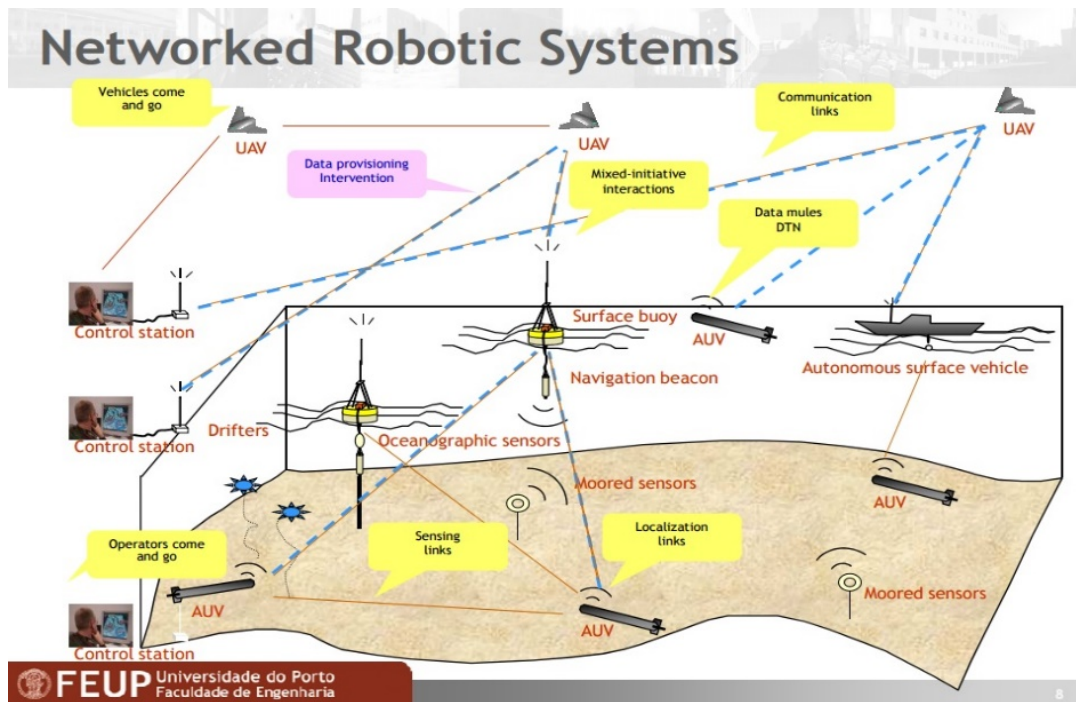 Networked Robotic Systems
Vehicles come
and go
UAV
UAV
UAV
Communication
links
Data provisioning
Intervention
Mixed-initiative
interactions
Data mules
DTN
Control station
Surface buoy
AUV
Autonomous surface vehicle
Navigation beacon
Control station
Drifters
Oceanographic sensors
Moored sensors
AUV
Operators come
and go
Sensing
links
Localization
links
AUV
AUV
Moored sensors
Control station
FEUP Universidade do Porto
Faculdade de Engenharia
8